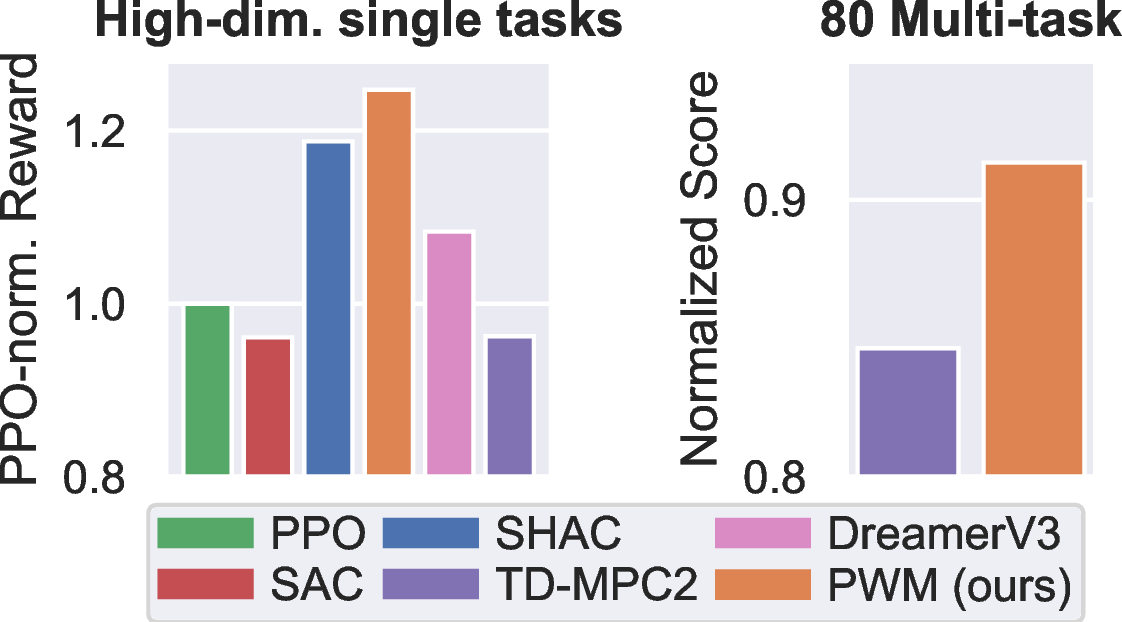 High-dim. single tasks
PPO-norm. Reward
1.2
1.0
0.8
80 Multi-task
Normalized Score
0.9
0.8
PPO
SHAC
DreamerV3
SAC
TD-MPC2
PWM (ours)